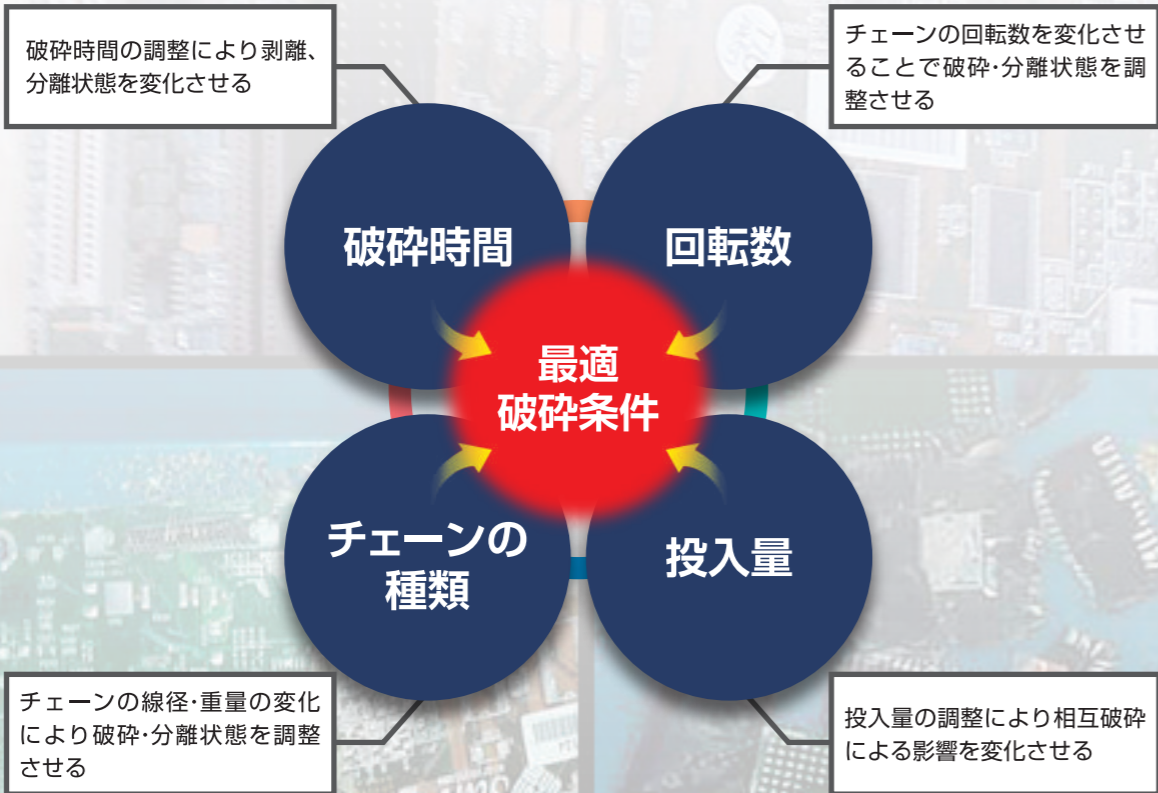 破砕時間の調整により剥離、
分離状態を変化させる
チェーンの回転数を変化させ
ることで破砕・分離状態を調
整させる
破砕時間
回転数
最適
破砕条件
チェーンの
種類
投入量
チェーンの線径・重量の変化
により破砕・分離状態を調整
させる
投入量の調整により相互破砕
による影響を変化させる